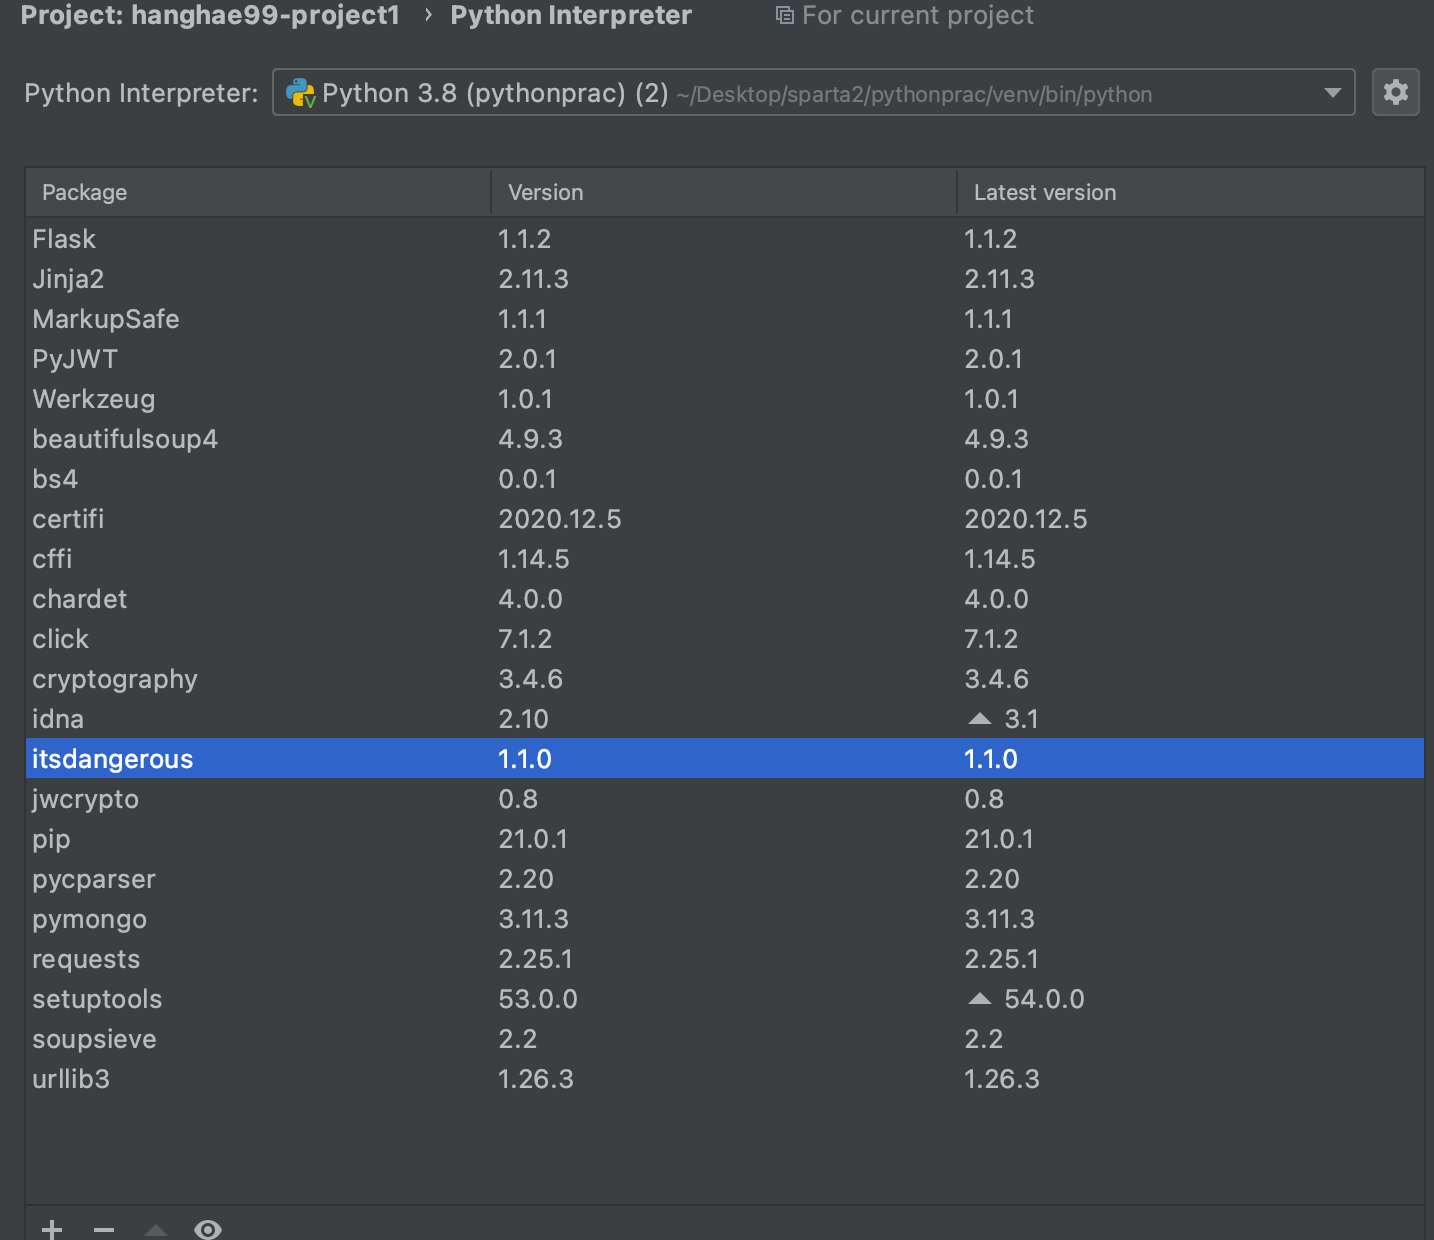 Project: hanghae99-project1 › Python Interpreter For current project
Python Interpreter: Python 3.8 (pythonprac) (2) ~/Desktop/sparta2/pythonprac/venv/bin/python
Package Version Latest version
Flask 1.1.2 1.1.2
Jinja2 2.11.3 2.11.3
MarkupSafe 1.1.1 1.1.1
PyJWT 2.0.1 2.0.1
Werkzeug 1.0.1 1.0.1
beautifulsoup4 4.9.3 4.9.3
bs4 0.0.1 0.0.1
certifi 2020.12.5 2020.12.5
cffi 1.14.5 1.14.5
chardet 4.0.0 4.0.0
click 7.1.2 7.1.2
cryptography 3.4.6 3.4.6
idna 2.10 3.1
itsdangerous 1.1.0 1.1.0
jwcrypto 0.8 0.8
pip 21.0.1 21.0.1
pycparser 2.20 2.20
pymongo 3.11.3 3.11.3
requests 2.25.1 2.25.1
setuptools 53.0.0 54.0.0
soupsieve 2.2 2.2
urllib3 1.26.3 1.26.3